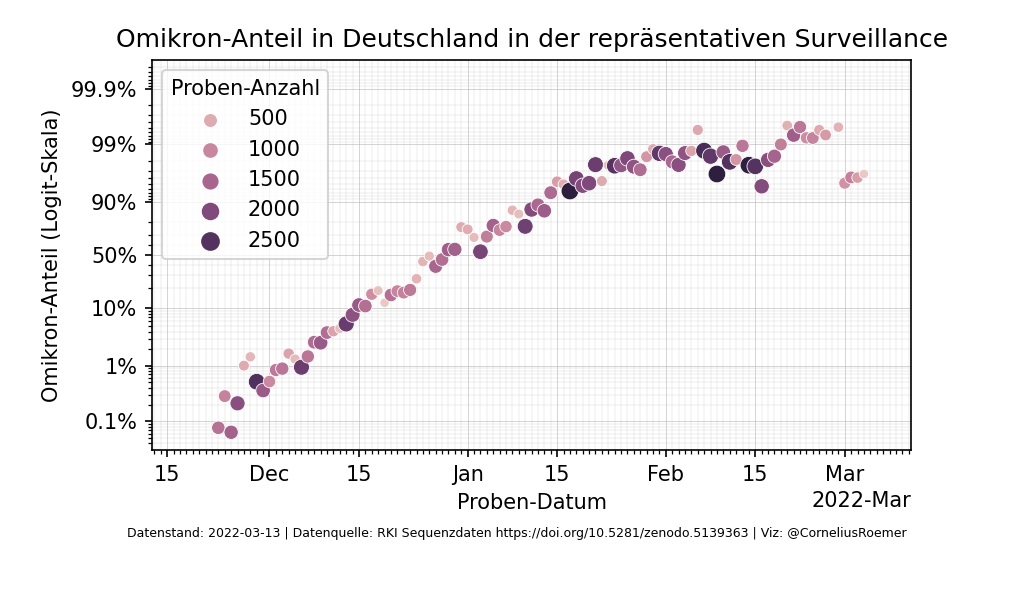 Omikron-Anteil in Deutschland in der repräsentativen Surveillance
Omikron-Anteil (Logit-Skala)
99.9%
99%
90%
50%
10%
1%
0.1%
Proben-Anzahl
500
1000
1500
2000
2500
15 Dec 15 Jan 15 Feb 15 Mar
Proben-Datum
2022-Mar
Datenstand: 2022-03-13 | Datenquelle: RKI Sequenzdaten https://doi.org/10.5281/zenodo.5139363 | Viz: @CorneliusRoemer